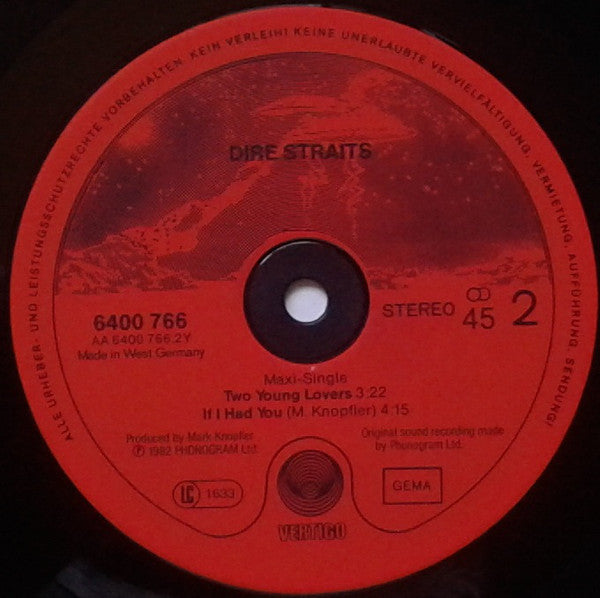 ALLE URHEBER- UND LEISTUNGSSCHUTZRECHTE VORBEHALTEN. KEIN VERLEIH! KEINE UNERLAUBTE VERVIELFÄLTIGUNG, VERMIETUNG, AUFFÜHRUNG, SENDUNG!
DIRE STRAITS
6400 766
AA 6400 766.2Y
Made in West Germany
STEREO
45
2
Maxi-Single
Two Young Lovers 3:22
If I Had You (M. Knopfler) 4:15
Produced by Mark Knopfler
℗ 1982 PHONOGRAM Ltd.
Original sound recording made
by Phonogram Ltd.
LC 1633
VERTIGO
GEMA